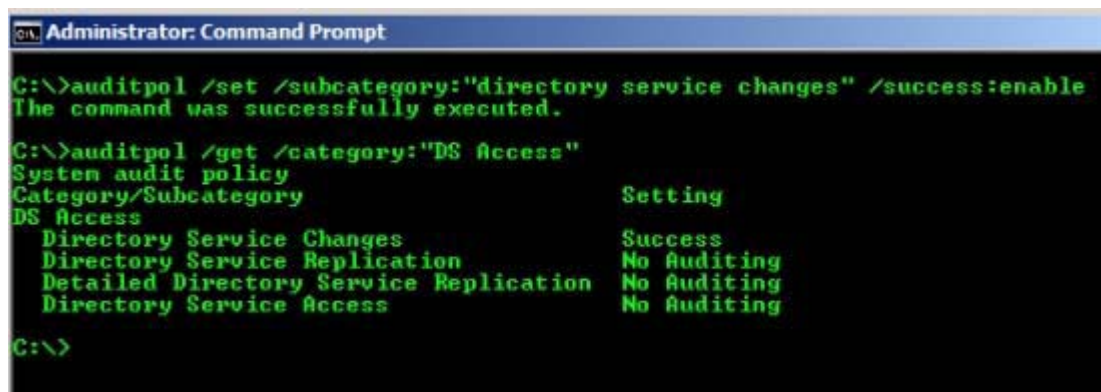 Administrator: Command Prompt
C:\>auditpol /set /subcategory:"directory service changes" /success:enable
The command was successfully executed.
C:\>auditpol /get /category:"DS Access"
System audit policy
Category/Subcategory Setting
DS Access
Directory Service Changes Success
Directory Service Replication No Auditing
Detailed Directory Service Replication No Auditing
Directory Service Access No Auditing
C:\>